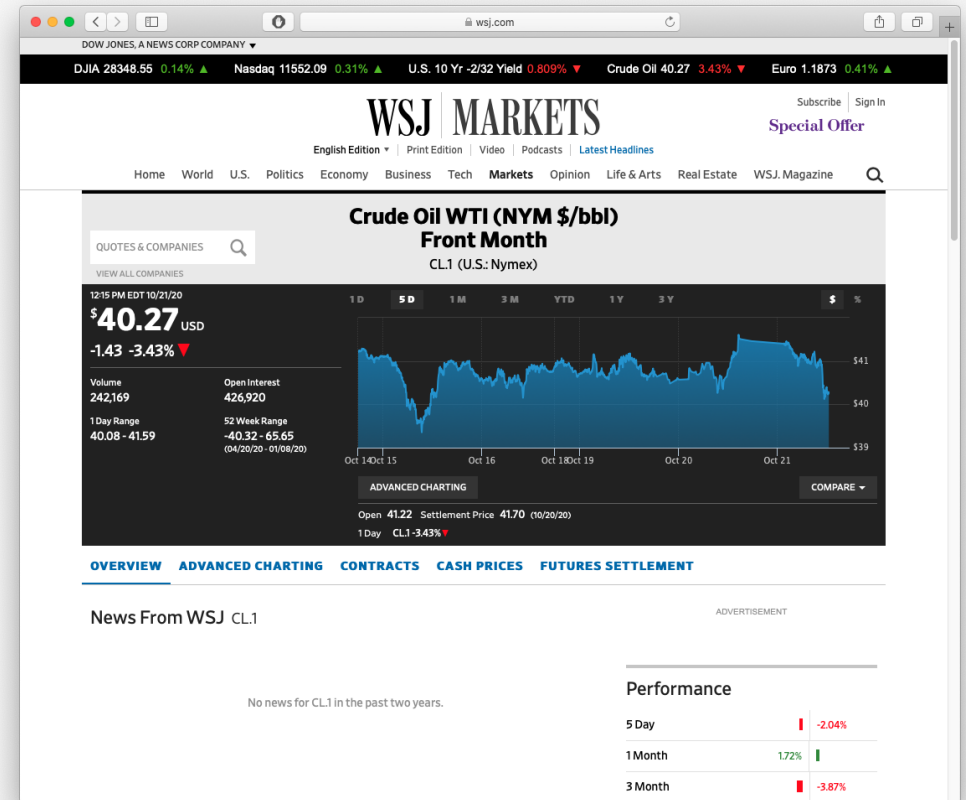 wsj.com
DOW JONES, A NEWS CORP COMPANY
DJIA 28348.55 0.14% ▲ Nasdaq 11552.09 0.31% ▲ U.S. 10 Yr -2/32 Yield 0.809% ▼ Crude Oil 40.27 3.43% ▼ Euro 1.1873 0.41% ▲
WSJ MARKETS
Subscribe Sign In
Special Offer
English Edition Print Edition Video Podcasts Latest Headlines
Home World U.S. Politics Economy Business Tech Markets Opinion Life & Arts Real Estate WSJ. Magazine
Crude Oil WTI (NYM $/bbl)
Front Month
CL.1 (U.S.: Nymex)
QUOTES & COMPANIES
VIEW ALL COMPANIES
12:15 PM EDT 10/21/20
$40.27 USD
-1.43 -3.43% ▼
Volume Open Interest
242,169 426,920
1 Day Range 52 Week Range
40.08 - 41.59 -40.32 - 65.65
(04/20/20 - 01/08/20)
1 D 5 D 1 M 3 M YTD 1 Y 3 Y $ %
$41
$40
$39
Oct 14 Oct 15 Oct 16 Oct 18 Oct 19 Oct 20 Oct 21
ADVANCED CHARTING COMPARE
Open 41.22 Settlement Price 41.70 (10/20/20)
1 Day CL.1 -3.43% ▼
OVERVIEW ADVANCED CHARTING CONTRACTS CASH PRICES FUTURES SETTLEMENT
News From WSJ CL.1
ADVERTISEMENT
No news for CL.1 in the past two years.
Performance
5 Day -2.04%
1 Month 1.72%
3 Month -3.87%